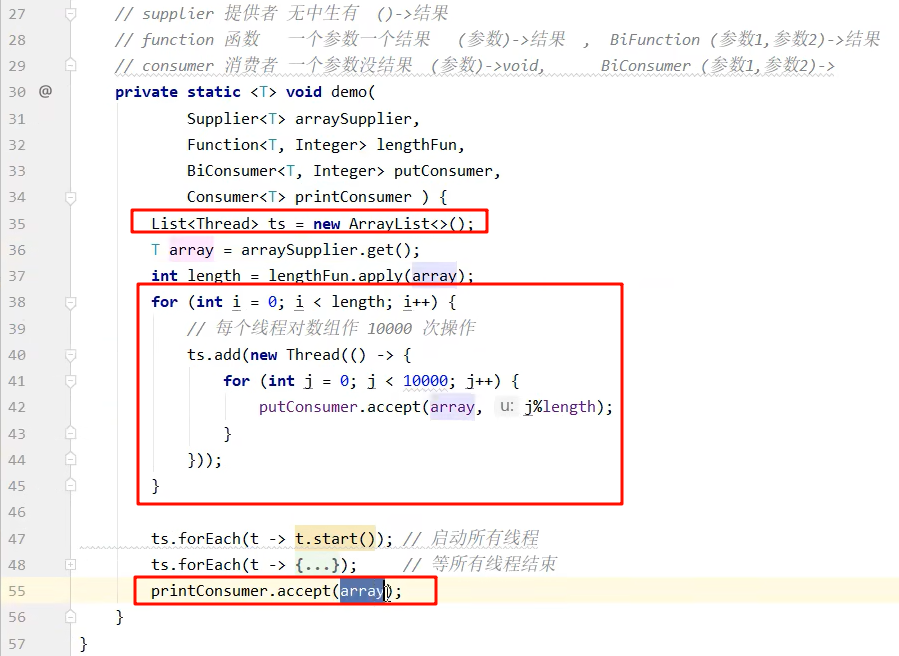 27 // supplier 提供者 无中生有 ()->结果
28 // function 函数 一个参数一个结果 (参数)->结果 , BiFunction (参数1,参数2)->结果
29 // consumer 消费者 一个参数没结果 (参数)->void, BiConsumer (参数1,参数2)->
30 @ private static <T> void demo(
31 Supplier<T> arraySupplier,
32 Function<T, Integer> lengthFun,
33 BiConsumer<T, Integer> putConsumer,
34 Consumer<T> printConsumer ) {
35 List<Thread> ts = new ArrayList<>();
36 T array = arraySupplier.get();
37 int length = lengthFun.apply(array);
38 for (int i = 0; i < length; i++) {
39 // 每个线程对数组作 10000 次操作
40 ts.add(new Thread(() -> {
41 for (int j = 0; j < 10000; j++) {
42 putConsumer.accept(array, u: j%length);
43 }
44 }));
45 }
46
47 ts.forEach(t -> t.start()); // 启动所有线程
48 ts.forEach(t -> {...}); // 等所有线程结束
55 printConsumer.accept(array);
56 }
57 }